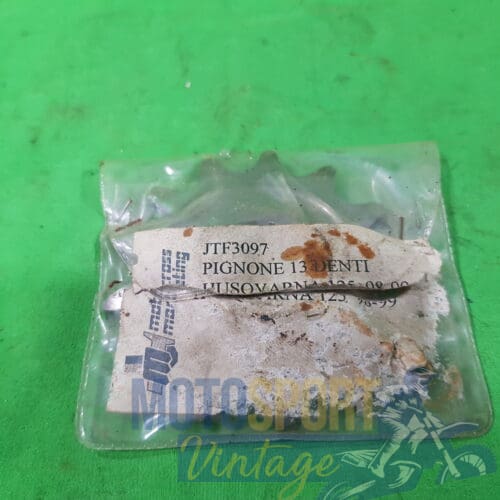 JTF3097
PIGNONE 13 DENTI
HUSQVARNA 125, 98-99
motocross
marketing
MOTOSPORT
Vintage